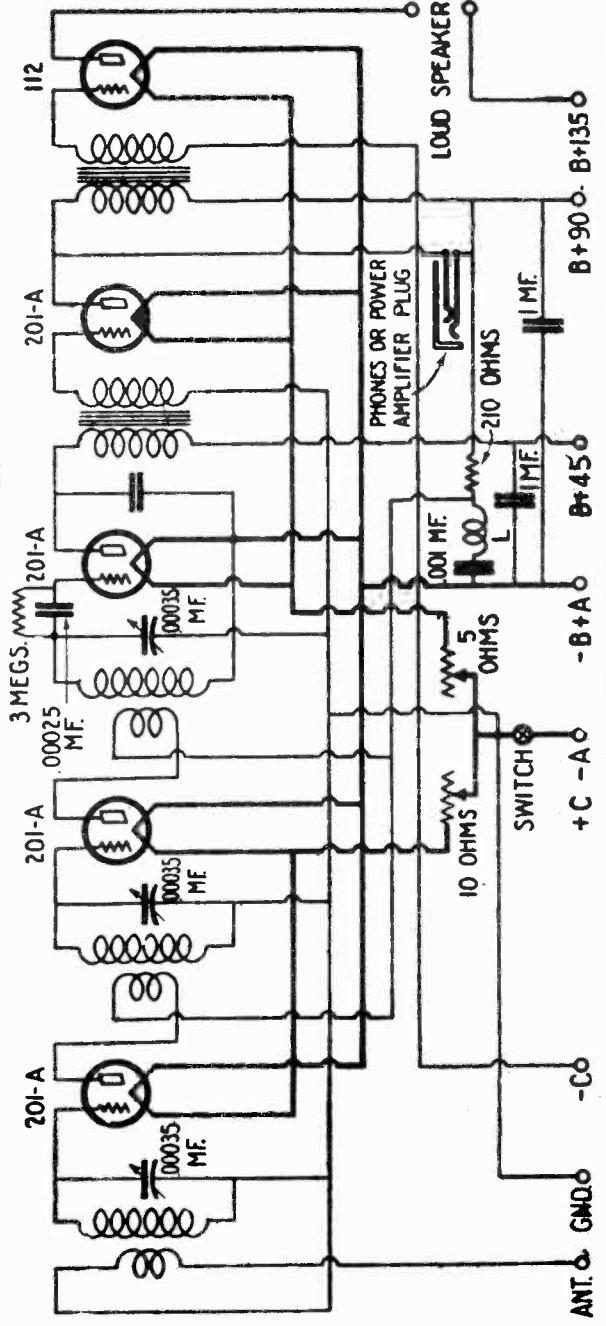 201-A
201-A
201-A
201-A
112
.00035
MF.
.00035
MF.
3 MEGS.
.00025
MF.
.00035
MF.
LOUD SPEAKER
PHONES OR POWER
AMPLIFIER PLUG
210 OHMS
.001 MF.
L
1 MF.
1 MF.
10 OHMS
5
OHMS
SWITCH
ANT.
GND.
-C
+C -A
-B+A
B+45
B+90
B+135